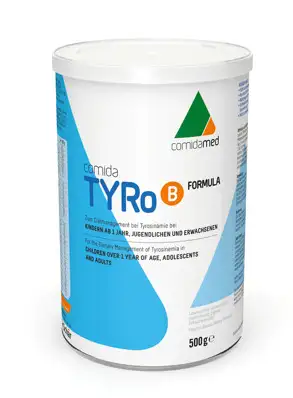 comidamed
comida
TYRo B FORMULA
Zum Diätmanagement bei Tyrosinämie bei
KINDERN AB 1 JAHR, JUGENDLICHEN UND ERWACHSENEN
For the Dietary Management of Tyrosinemia in
CHILDREN OVER 1 YEAR OF AGE, ADOLESCENTS
AND ADULTS
500g℮